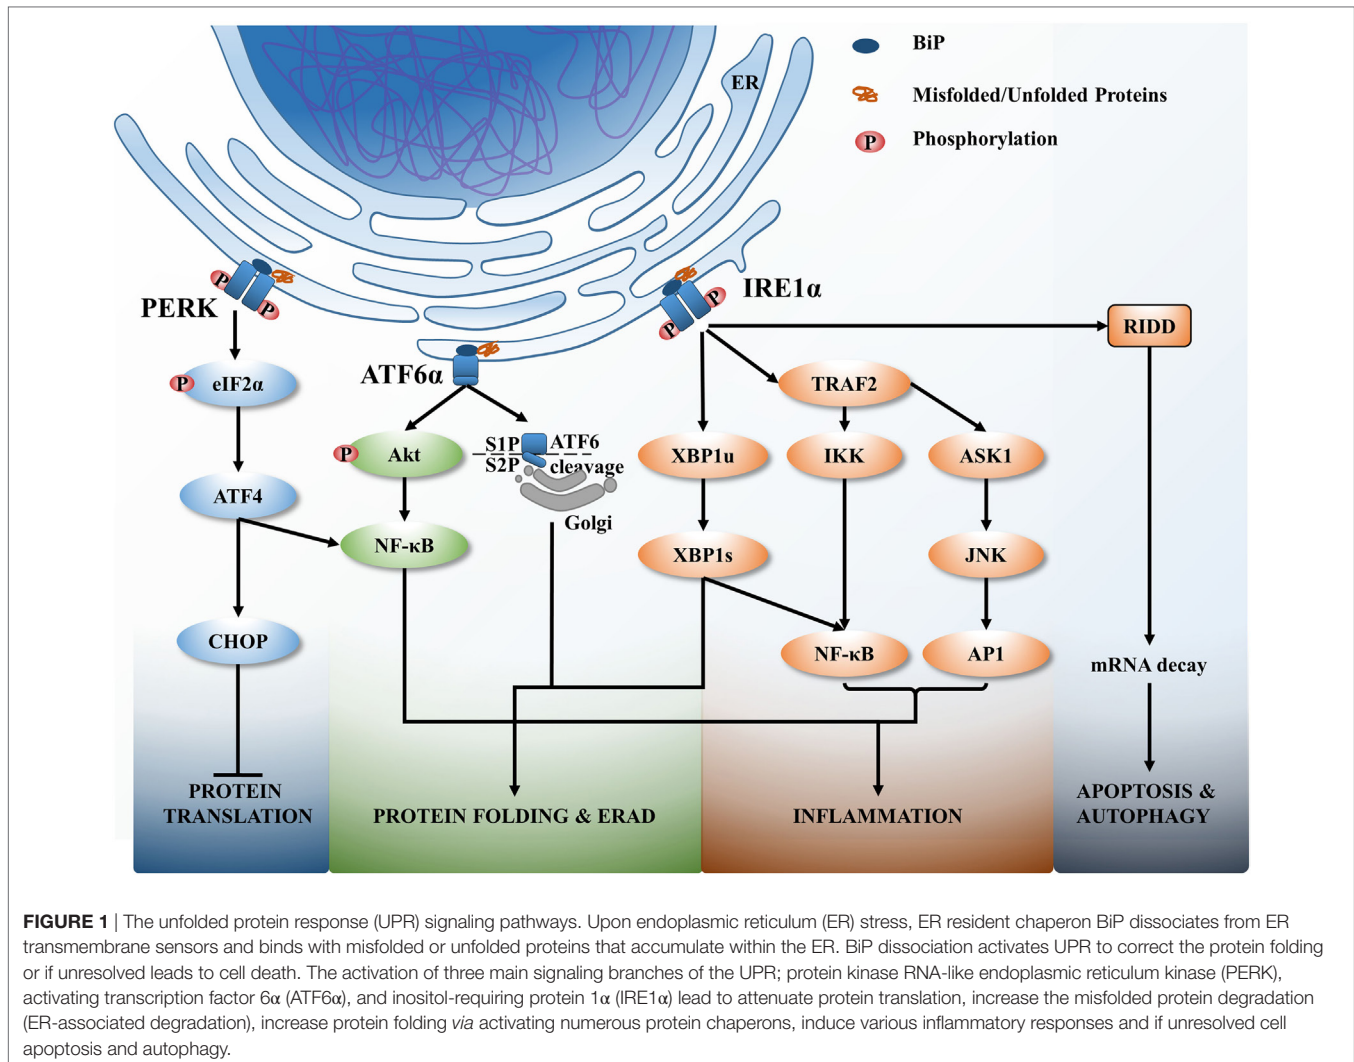 BiP
ER
Misfolded/Unfolded Proteins
P Phosphorylation
P
P
PERK
P
P
IRE1α
RIDD
ATF6α
P eIF2α
TRAF2
P Akt
S1P ATF6
S2P cleavage
Golgi
XBP1u
IKK
ASK1
ATF4
NF-κB
XBP1s
JNK
CHOP
NF-κB
AP1
mRNA decay
PROTEIN
TRANSLATION
PROTEIN FOLDING & ERAD
INFLAMMATION
APOPTOSIS &
AUTOPHAGY
FIGURE 1 | The unfolded protein response (UPR) signaling pathways. Upon endoplasmic reticulum (ER) stress, ER resident chaperon BiP dissociates from ER
transmembrane sensors and binds with misfolded or unfolded proteins that accumulate within the ER. BiP dissociation activates UPR to correct the protein folding
or if unresolved leads to cell death. The activation of three main signaling branches of the UPR; protein kinase RNA-like endoplasmic reticulum kinase (PERK),
activating transcription factor 6α (ATF6α), and inositol-requiring protein 1α (IRE1α) lead to attenuate protein translation, increase the misfolded protein degradation
(ER-associated degradation), increase protein folding via activating numerous protein chaperons, induce various inflammatory responses and if unresolved cell
apoptosis and autophagy.